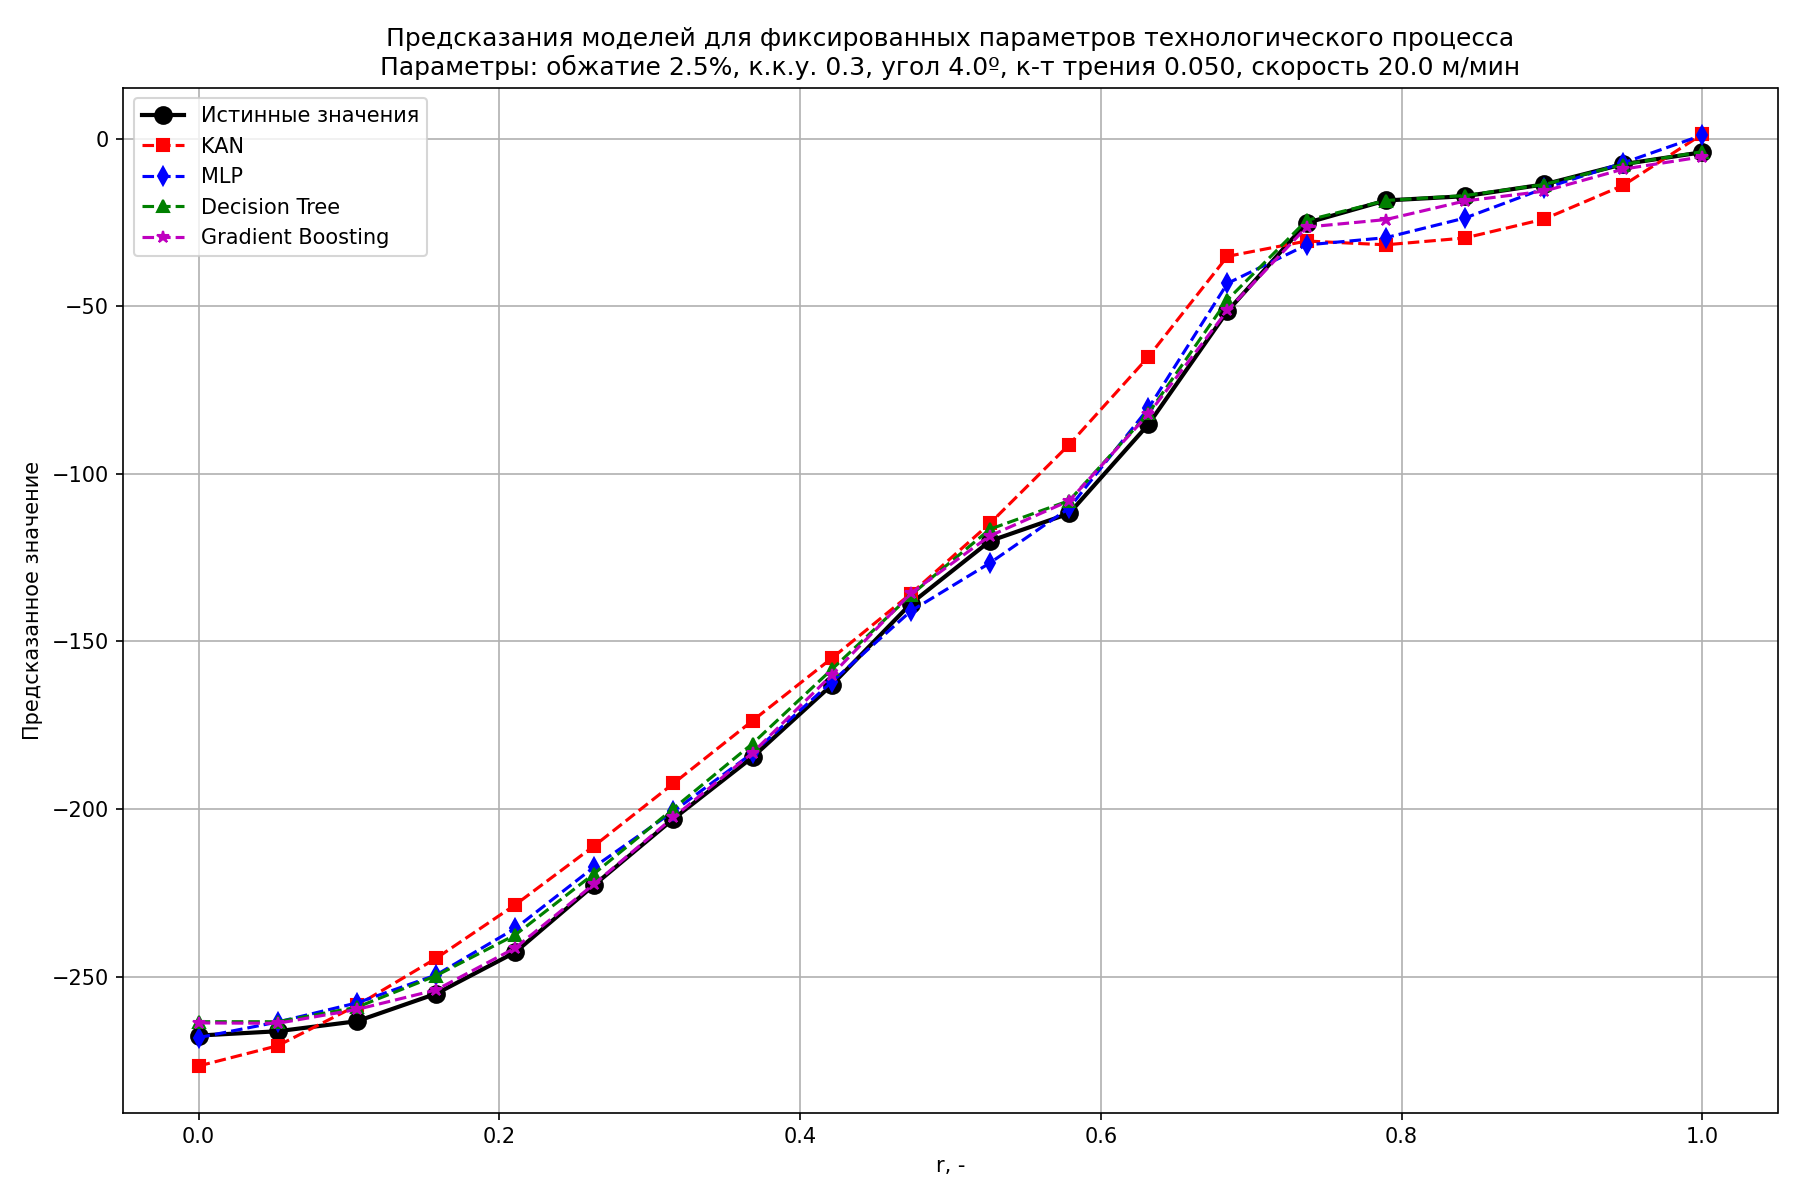 Предсказания моделей для фиксированных параметров технологического процесса
Параметры: обжатие 2.5%, к.к.у. 0.3, угол 4.0º, к-т трения 0.050, скорость 20.0 м/мин
Истинные значения
KAN
MLP
Decision Tree
Gradient Boosting
Предсказанное значение
0
−50
−100
−150
−200
−250
0.0
0.2
0.4
0.6
0.8
1.0
r, -